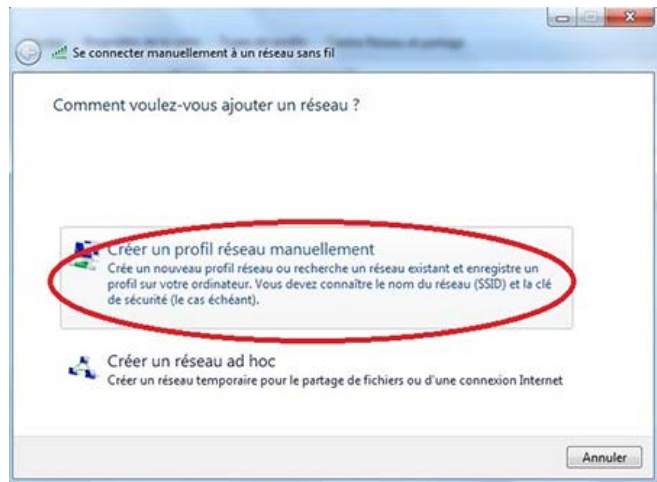 Se connecter manuellement à un réseau sans fil
Comment voulez-vous ajouter un réseau ?
Créer un profil réseau manuellement
Crée un nouveau profil réseau ou recherche un réseau existant et enregistre un
profil sur votre ordinateur. Vous devez connaître le nom du réseau (SSID) et la clé
de sécurité (le cas échéant).
Créer un réseau ad hoc
Créer un réseau temporaire pour le partage de fichiers ou d'une connexion Internet
Annuler